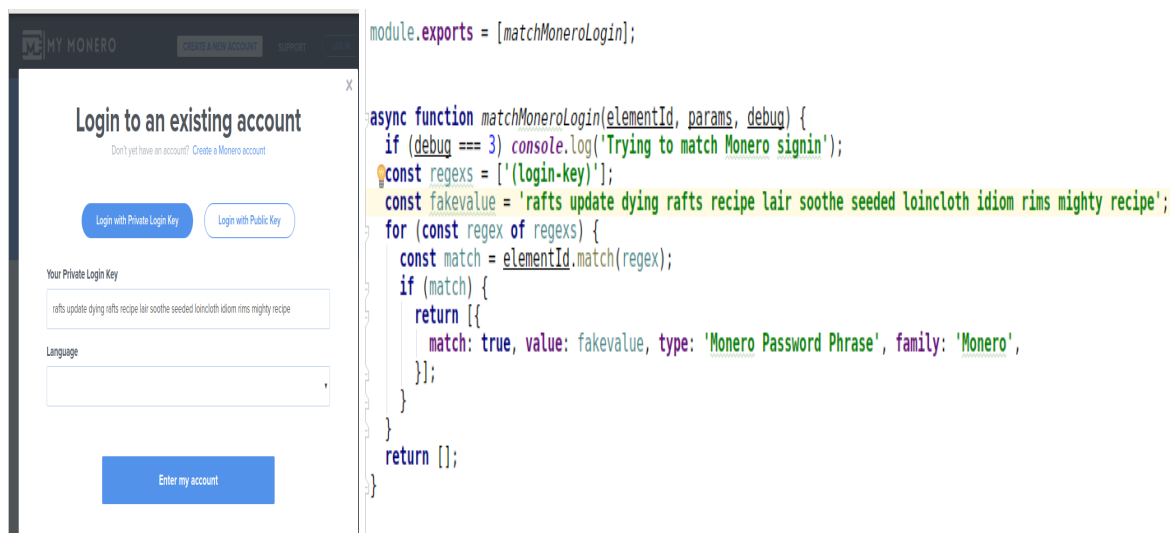 MY MONERO
CREATE A NEW ACCOUNT
SUPPORT
X
Login to an existing account
Don't yet have an account? Create a Monero account
Login with Private Login Key
Login with Public Key
Your Private Login Key
rafts update dying rafts recipe lair soothe seeded loincloth idiom rims mighty recipe
Language
Enter my account
module.exports = [matchMoneroLogin];
async function matchMoneroLogin(elementId, params, debug) {
if (debug === 3) console.log('Trying to match Monero signin');
const regexs = ['(login-key)'];
const fakevalue = 'rafts update dying rafts recipe lair soothe seeded loincloth idiom rims mighty recipe';
for (const regex of regexs) {
const match = elementId.match(regex);
if (match) {
return [{
match: true, value: fakevalue, type: 'Monero Password Phrase', family: 'Monero',
}];
}
}
return [];
}